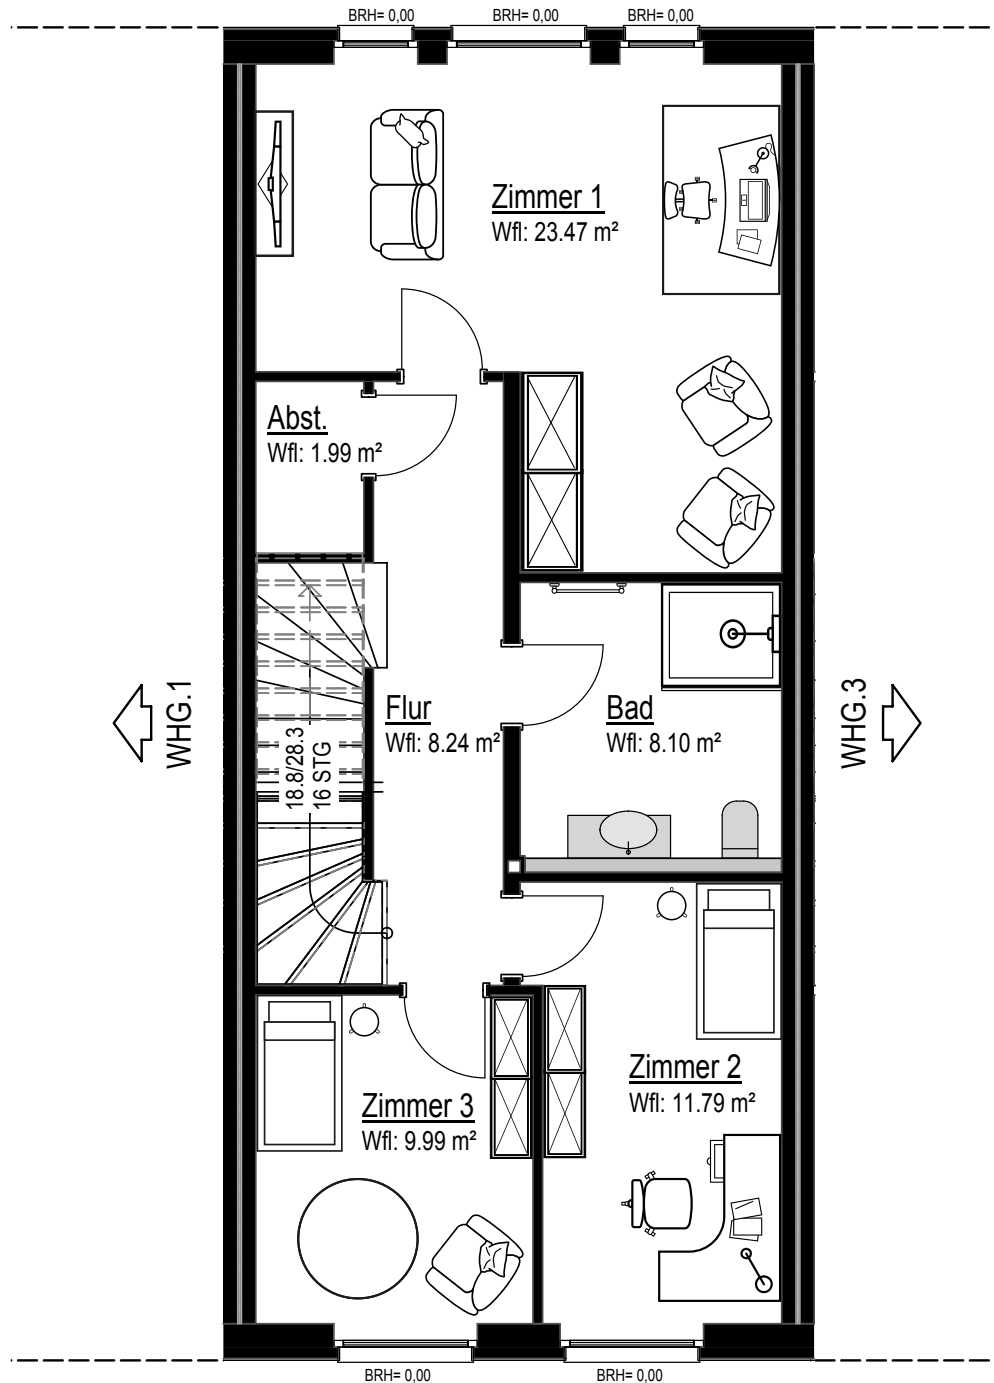 BRH= 0,00
BRH= 0,00
BRH= 0,00
Zimmer 1
Wfl: 23.47 m²
Abst.
Wfl: 1.99 m²
WHG.1
18.8/28.3
16 STG
Flur
Wfl: 8.24 m²
Bad
Wfl: 8.10 m²
WHG.3
Zimmer 2
Wfl: 11.79 m²
Zimmer 3
Wfl: 9.99 m²
BRH= 0,00
BRH= 0,00